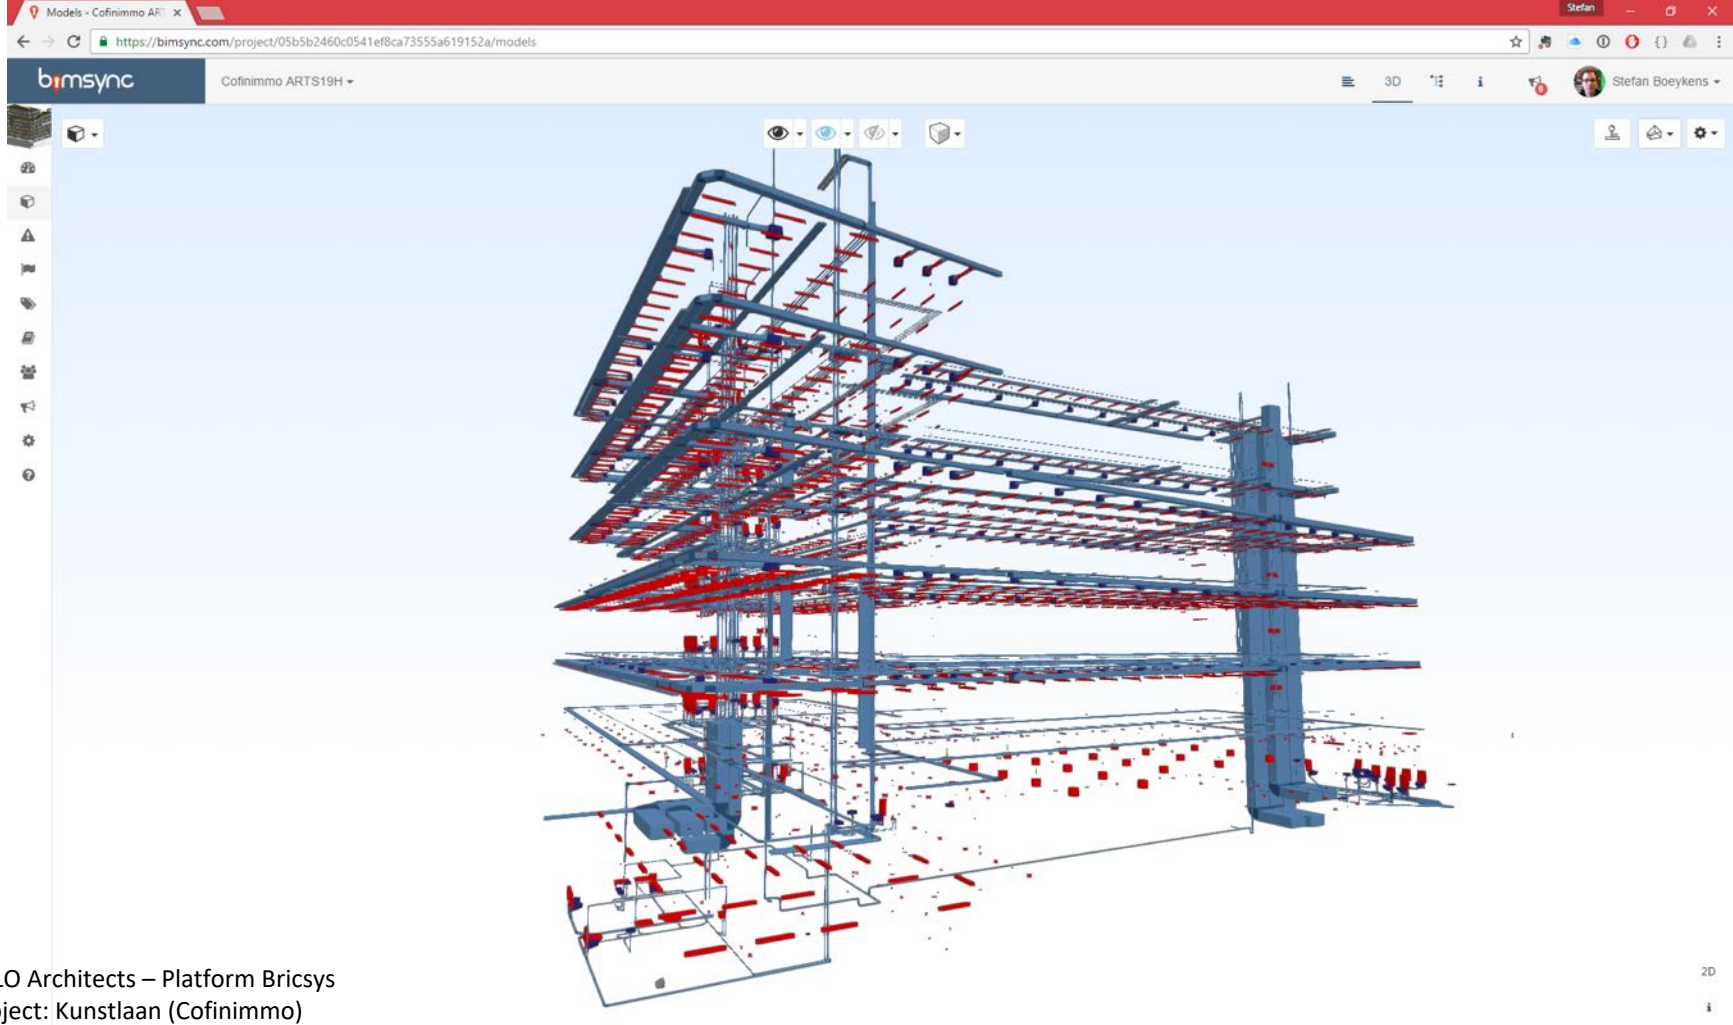 Models - Cofinimmo AR
Stefan
https://bimsync.com/project/05b5b2460c0541ef8ca73555a619152a/models
bimsync
Cofinimmo ARTS19H
3D
Stefan Boeykens
2D
LO Architects – Platform Bricsys
ject: Kunstlaan (Cofinimmo)